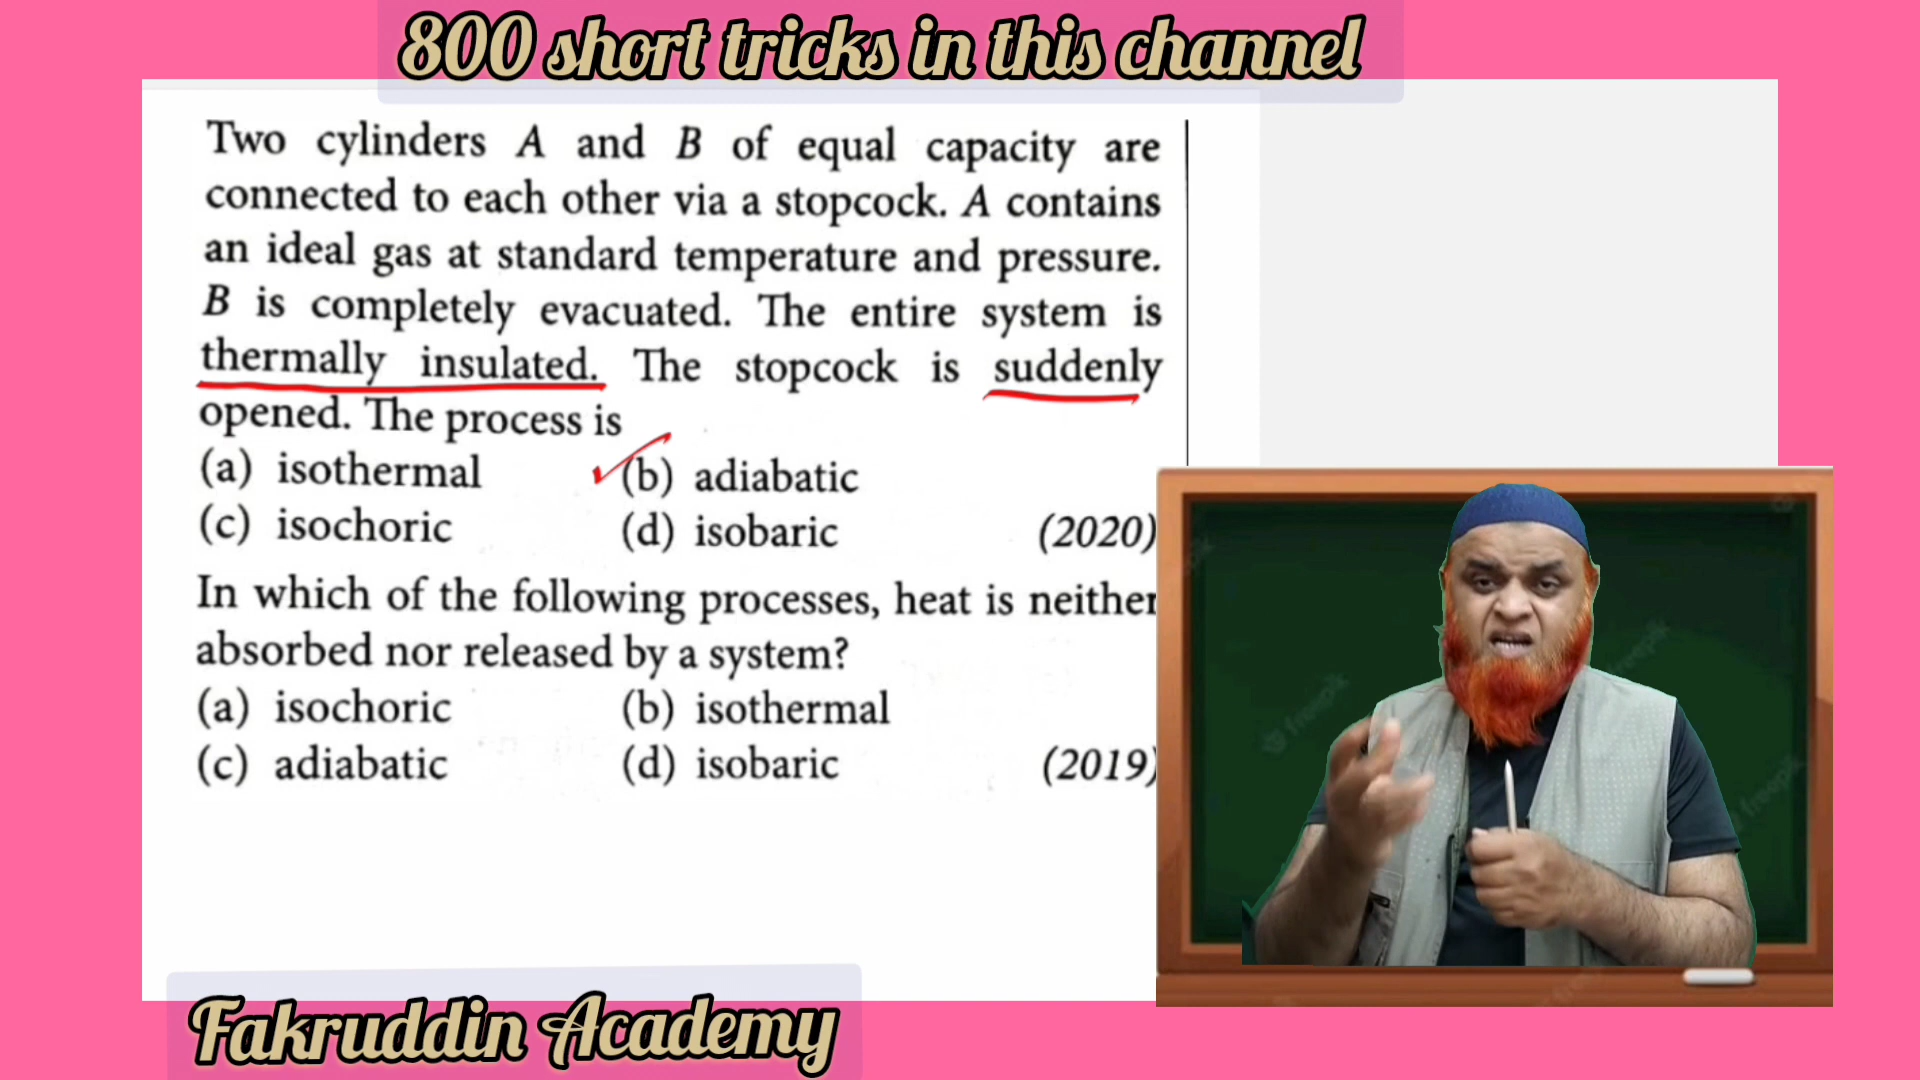 800 short tricks in this channel
Two cylinders A and B of equal capacity are
connected to each other via a stopcock. A contains
an ideal gas at standard temperature and pressure.
B is completely evacuated. The entire system is
thermally insulated. The stopcock is suddenly
opened. The process is
(a) isothermal (b) adiabatic
(c) isochoric (d) isobaric (2020)
In which of the following processes, heat is neither
absorbed nor released by a system?
(a) isochoric (b) isothermal
(c) adiabatic (d) isobaric (2019)
freepik
freepik
freepik
Fakruddin Academy